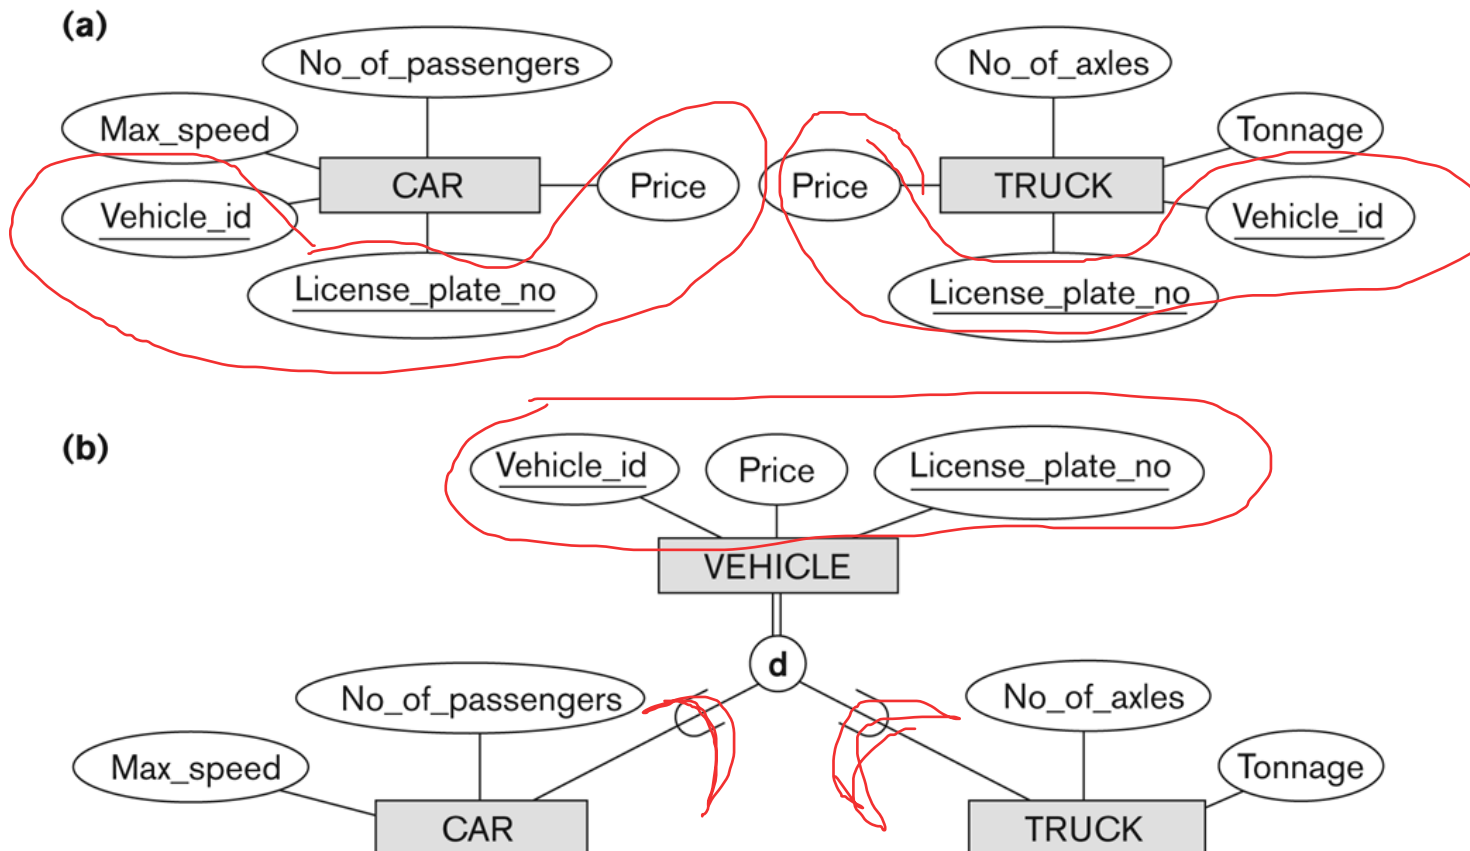 (a)
No_of_passengers
No_of_axles
Max_speed
Tonnage
CAR
Price
Price
TRUCK
Vehicle_id
Vehicle_id
License_plate_no
License_plate_no
(b)
Vehicle_id
Price
License_plate_no
VEHICLE
d
No_of_passengers
No_of_axles
Max_speed
Tonnage
CAR
TRUCK